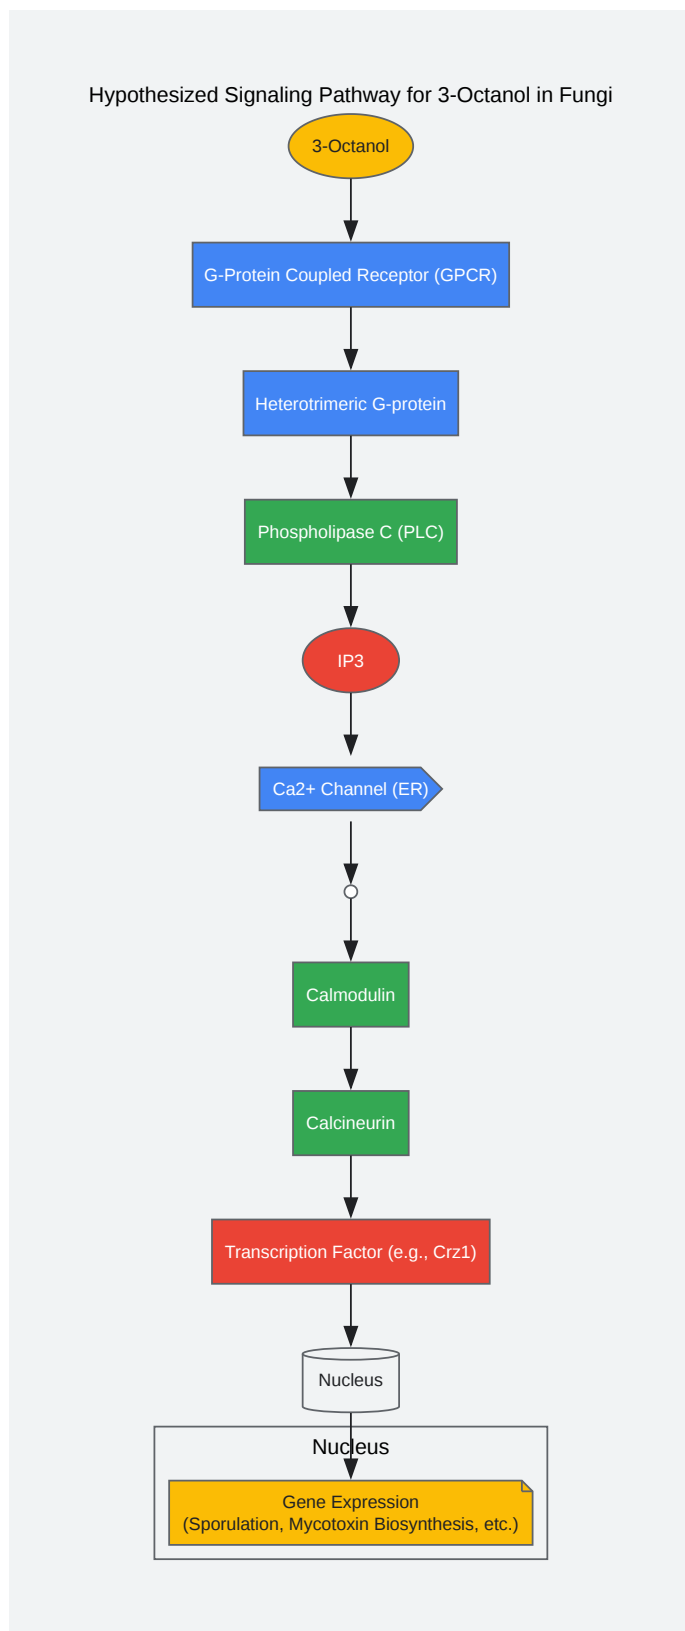 Hypothesized Signaling Pathway for 3-Octanol in Fungi
3-Octanol
G-Protein Coupled Receptor (GPCR)
Heterotrimeric G-protein
Phospholipase C (PLC)
IP3
Ca2+ Channel (ER)
Calmodulin
Calcineurin
Transcription Factor (e.g., Crz1)
Nucleus
Nucleus
Gene Expression
(Sporulation, Mycotoxin Biosynthesis, etc.)